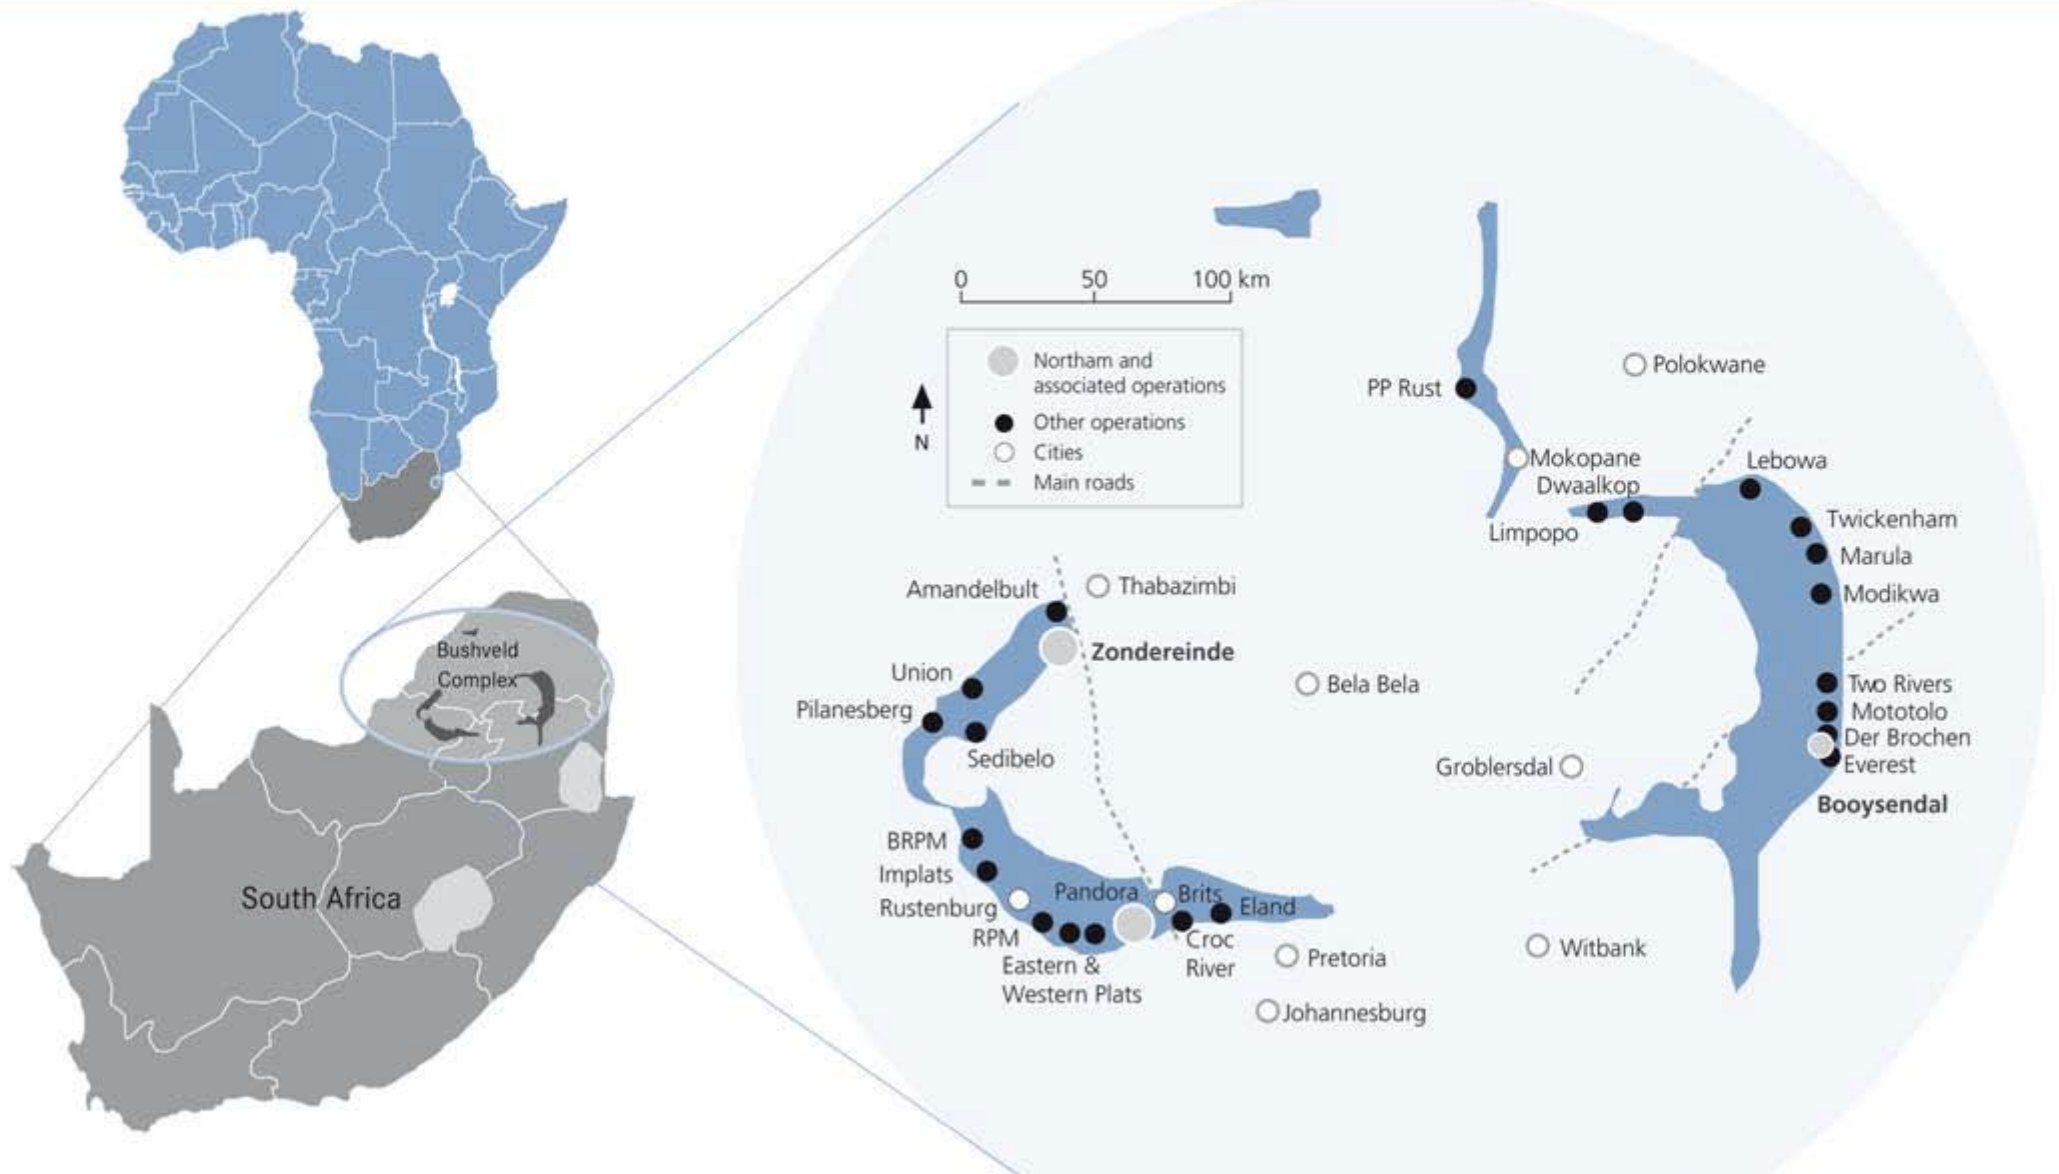 Bushveld
Complex
South Africa
0 50 100 km
N
Northam and
associated operations
Other operations
Cities
Main roads
PP Rust
Polokwane
Mokopane
Dwaalkop
Limpopo
Lebowa
Twickenham
Marula
Modikwa
Two Rivers
Mototolo
Der Brochen
Everest
Booysendal
Amandelbult
Thabazimbi
Zondereinde
Union
Pilanesberg
Sedibelo
Bela Bela
Groblersdal
BRPM
Implats
Rustenburg
RPM
Pandora
Brits
Eland
Croc
River
Eastern &
Western Plats
Pretoria
Johannesburg
Witbank